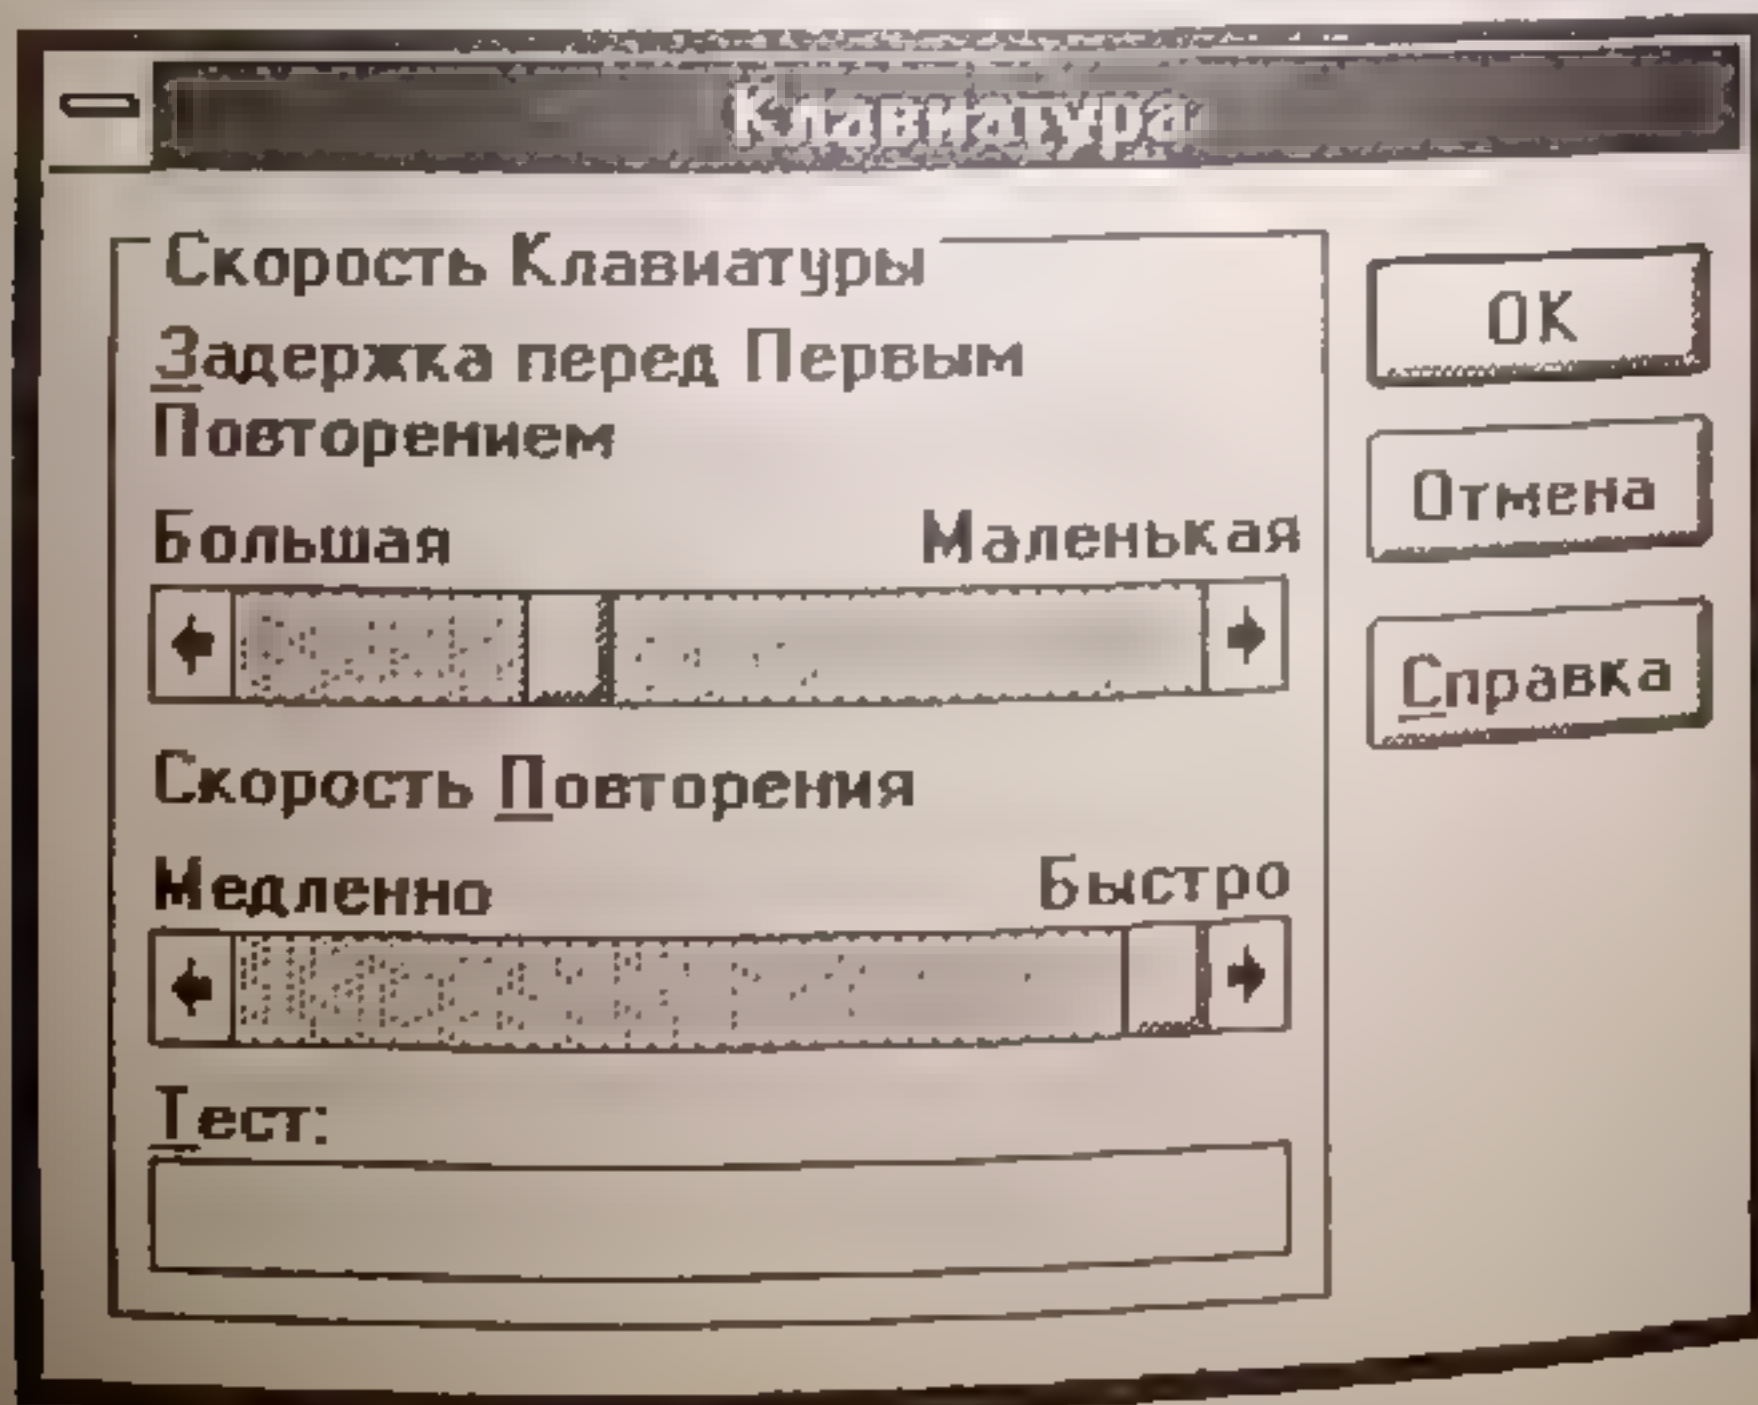 Клавиатура
Скорость Клавиатуры
Задержка перед Первым
Повторением
Большая Маленькая
Скорость Повторения
Медленно Быстро
Тест:
OK
Отмена
Справка